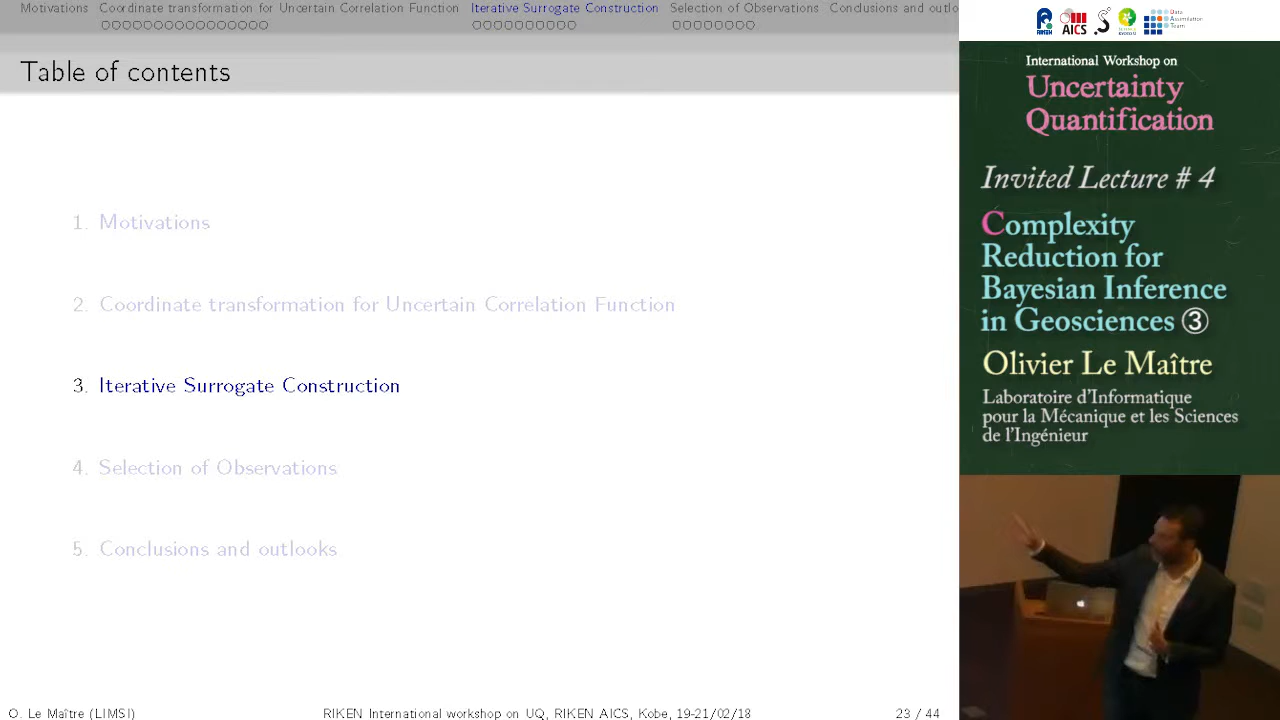 Motivations Coordinate transformation for Uncertain Correlation Function Iterative Surrogate Construction Selection of Observations Conclusions and outlo
Table of contents
1. Motivations
2. Coordinate transformation for Uncertain Correlation Function
3. Iterative Surrogate Construction
4. Selection of Observations
5. Conclusions and outlooks
O. Le Maître (LIMSI) RIKEN International workshop on UQ, RIKEN AICS, Kobe, 19-21/02/18 23 / 44
RIKEN
AICS
Data
Assimilation
Team
International Workshop on
Uncertainty
Quantification
Invited Lecture # 4
Complexity
Reduction for
Bayesian Inference
in Geosciences ③
Olivier Le Maître
Laboratoire d'Informatique
pour la Mécanique et les Sciences
de l'Ingénieur